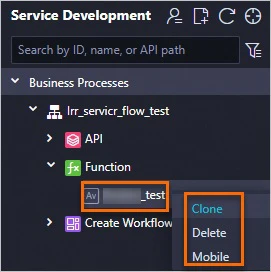 Service Development
Search by ID, name, or API path
Business Processes
lrr_servicr_flow_test
API
Function
Av
_test
Clone
Create Workflow
Delete
Mobile